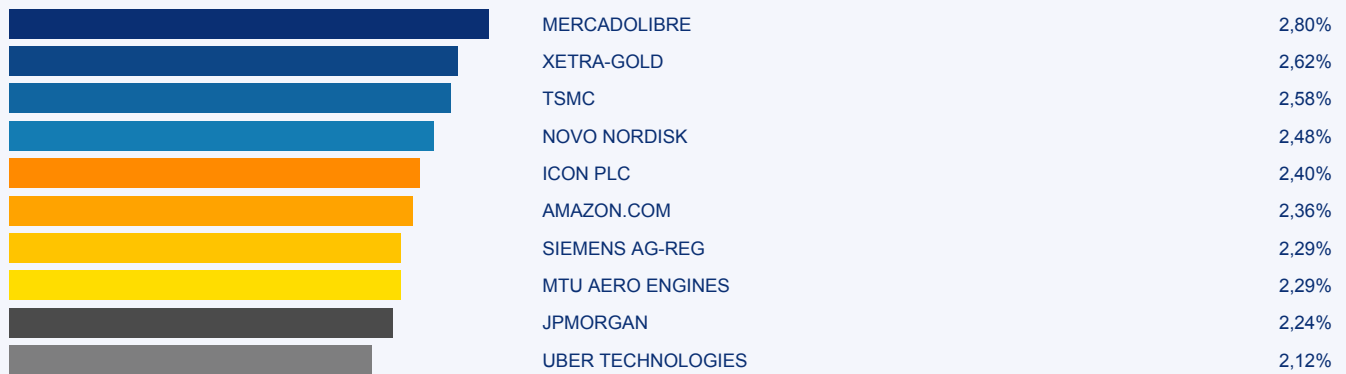 MERCADOLIBRE 2,80%
XETRA-GOLD 2,62%
TSMC 2,58%
NOVO NORDISK 2,48%
ICON PLC 2,40%
AMAZON.COM 2,36%
SIEMENS AG-REG 2,29%
MTU AERO ENGINES 2,29%
JPMORGAN 2,24%
UBER TECHNOLOGIES 2,12%